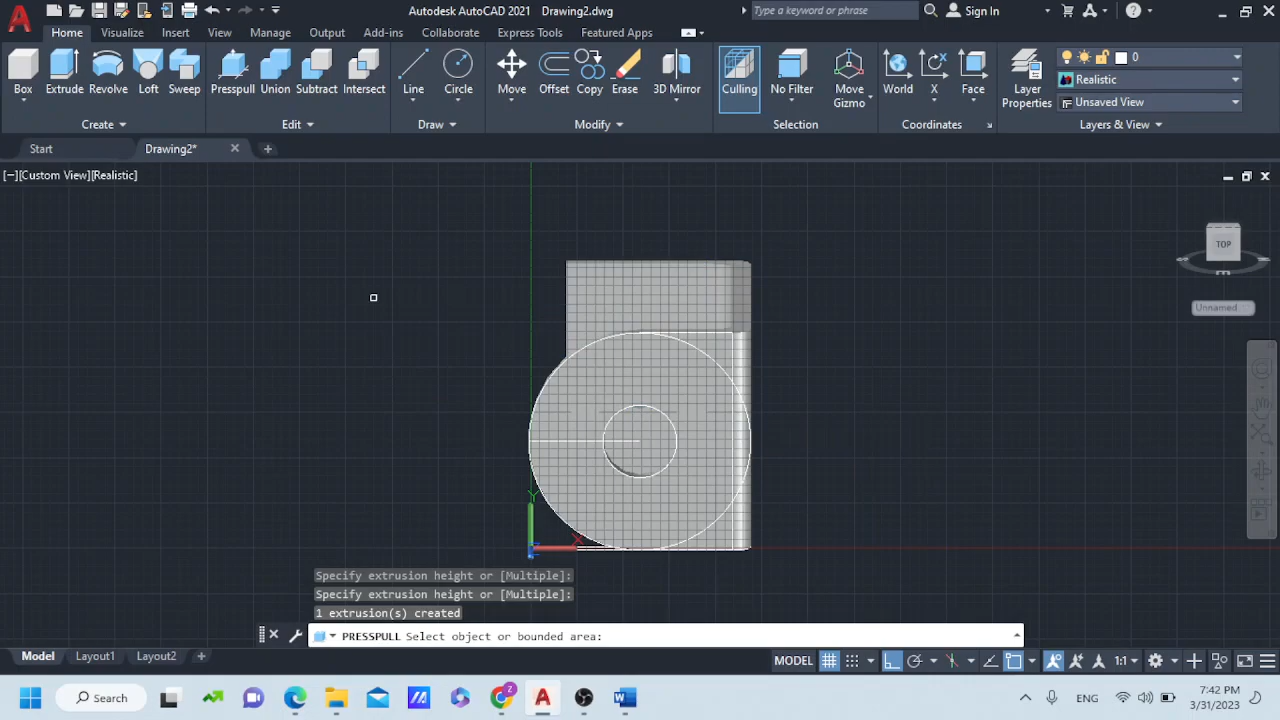 Autodesk AutoCAD 2021 Drawing2.dwg
Type a keyword or phrase
Sign In
Home Visualize Insert View Manage Output Add-ins Collaborate Express Tools Featured Apps
Box Extrude Revolve Loft Sweep Presspull Union Subtract Intersect Line Circle Move Offset Copy Erase 3D Mirror Culling No Filter Move Gizmo World X Face Layer Properties
0
Realistic
Unsaved View
Create Edit Draw Modify Selection Coordinates Layers & View
Start Drawing2*
[−][Custom View][Realistic]
TOP
Unnamed
Y
X
Specify extrusion height or [Multiple]:
Specify extrusion height or [Multiple]:
1 extrusion(s) created
PRESSPULL Select object or bounded area:
Model Layout1 Layout2
MODEL 1:1
Search
z
A
W
ENG
7:42 PM
3/31/2023